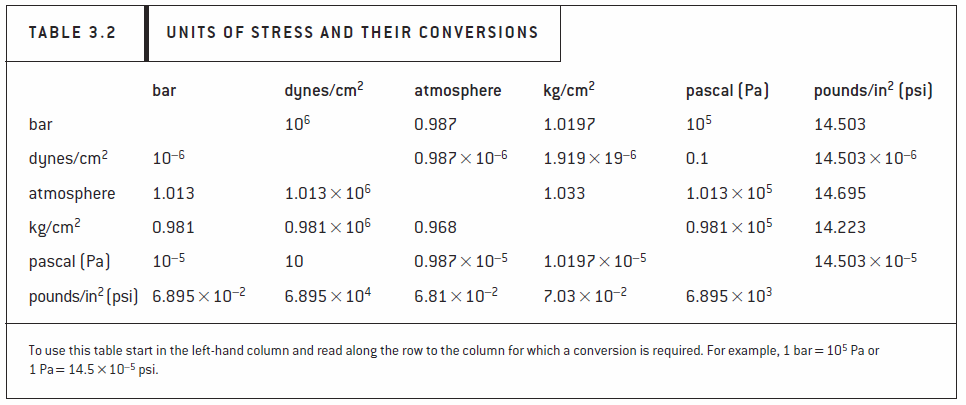 TABLE 3.2 UNITS OF STRESS AND THEIR CONVERSIONS
bar dynes/cm² atmosphere kg/cm² pascal (Pa) pounds/in² (psi)
bar 10⁶ 0.987 1.0197 10⁵ 14.503
dynes/cm² 10⁻⁶ 0.987 × 10⁻⁶ 1.919 × 19⁻⁶ 0.1 14.503 × 10⁻⁶
atmosphere 1.013 1.013 × 10⁶ 1.033 1.013 × 10⁵ 14.695
kg/cm² 0.981 0.981 × 10⁶ 0.968 0.981 × 10⁵ 14.223
pascal (Pa) 10⁻⁵ 10 0.987 × 10⁻⁵ 1.0197 × 10⁻⁵ 14.503 × 10⁻⁵
pounds/in² (psi) 6.895 × 10⁻² 6.895 × 10⁴ 6.81 × 10⁻² 7.03 × 10⁻² 6.895 × 10³
To use this table start in the left-hand column and read along the row to the column for which a conversion is required. For example, 1 bar = 10⁵ Pa or
1 Pa = 14.5 × 10⁻⁵ psi.